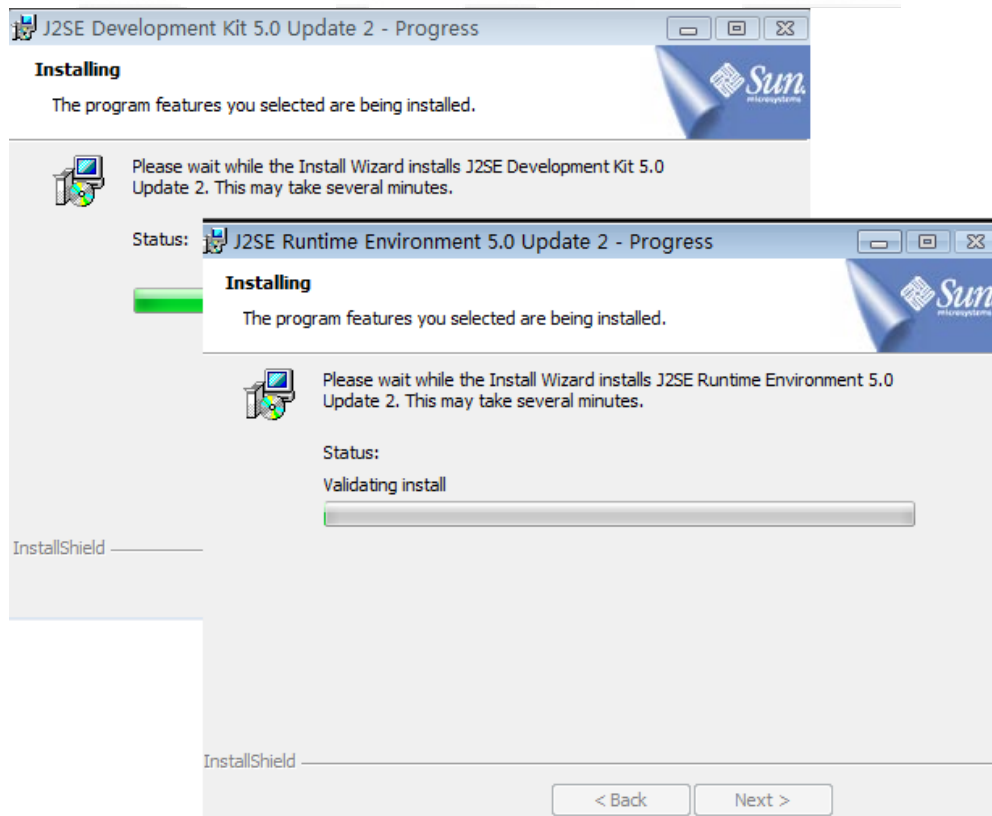 J2SE Development Kit 5.0 Update 2 - Progress
Installing
The program features you selected are being installed.
Sun
microsystems
Please wait while the Install Wizard installs J2SE Development Kit 5.0
Update 2. This may take several minutes.
Status:
InstallShield
J2SE Runtime Environment 5.0 Update 2 - Progress
Installing
The program features you selected are being installed.
Sun
microsystems
Please wait while the Install Wizard installs J2SE Runtime Environment 5.0
Update 2. This may take several minutes.
Status:
Validating install
InstallShield
< Back
Next >